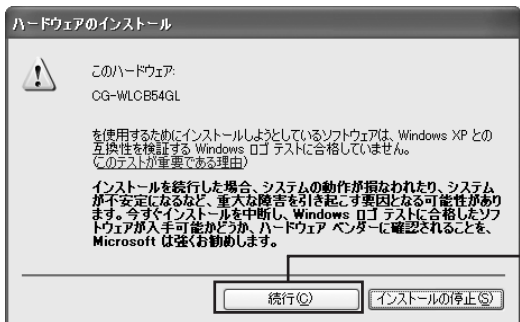 ハードウェアのインストール
このハードウェア:
CG-WLCB54GL
を使用するためにインストールしようとしているソフトウェアは、Windows XP との
互換性を検証する Windows ロゴ テストに合格していません。
(このテストが重要である理由)
インストールを続行した場合、システムの動作が損なわれたり、システム
が不安定になるなど、重大な障害を引き起こす要因となる可能性があり
ます。今すぐインストールを中断し、Windows ロゴ テストに合格したソフ
トウェアが入手可能かどうか、ハードウェア ベンダーに確認されることを、
Microsoft は強くお勧めします。
続行(C) インストールの停止(S)